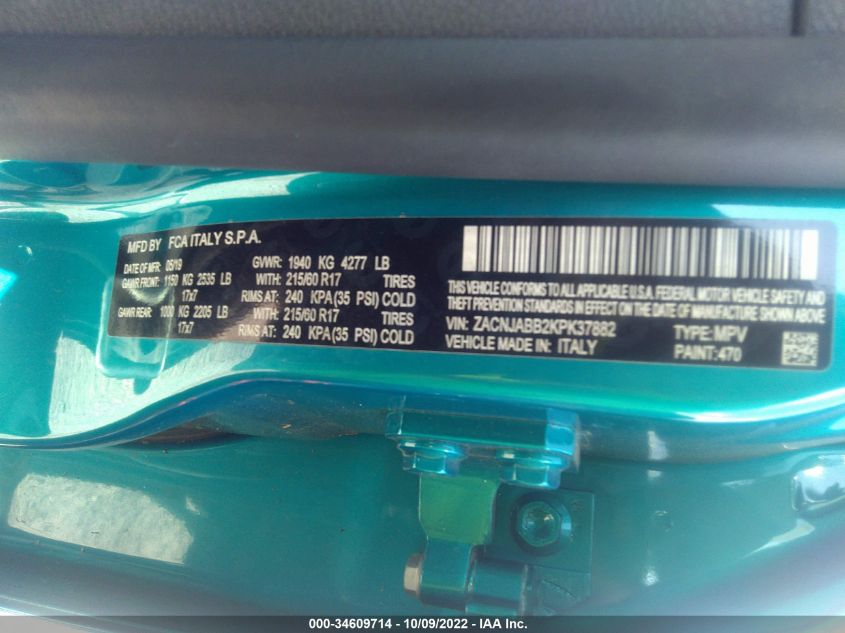 MFD BY FCA ITALY S.P.A.
DATE OF MFR: 05/19 GVWR: 1940 KG 4277 LB
GAWR FRONT: 1150 KG 2535 LB WITH: 215/60 R17 TIRES
17x7 RIMS AT: 240 KPA(35 PSI) COLD
GAWR REAR: 1000 KG 2205 LB WITH: 215/60 R17 TIRES
17x7 RIMS AT: 240 KPA(35 PSI) COLD
THIS VEHICLE CONFORMS TO ALL APPLICABLE U.S.A. FEDERAL MOTOR VEHICLE SAFETY AND
THEFT PREVENTION STANDARDS IN EFFECT ON THE DATE OF MANUFACTURE SHOWN ABOVE.
VIN: ZACNJABB2KPK37882 TYPE: MPV
VEHICLE MADE IN: ITALY PAINT: 470
000-34609714 - 10/09/2022 - IAA Inc.